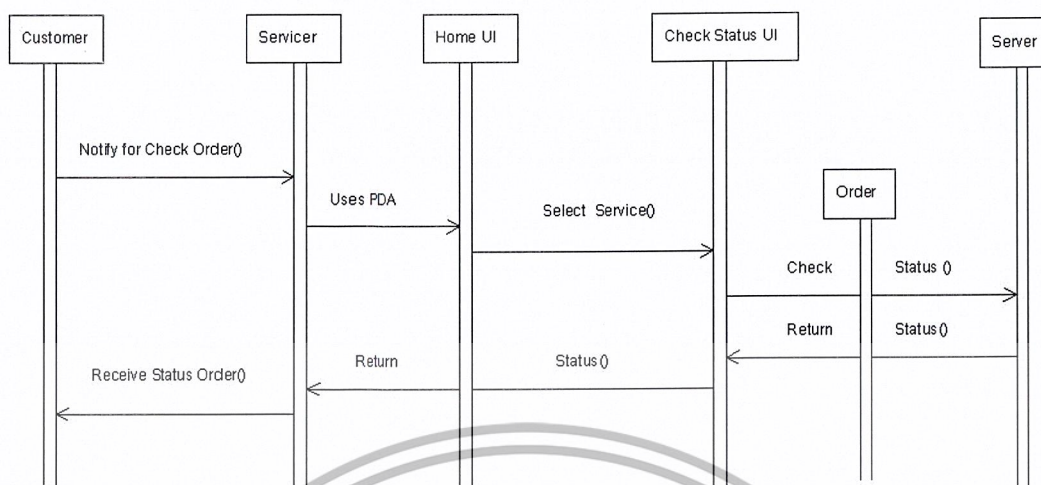 Customer
Servicer
Home UI
Check Status UI
Server
Notify for Check Order()
Uses PDA
Select Service()
Order
Check Status ()
Return Status()
Return Status()
Receive Status Order()